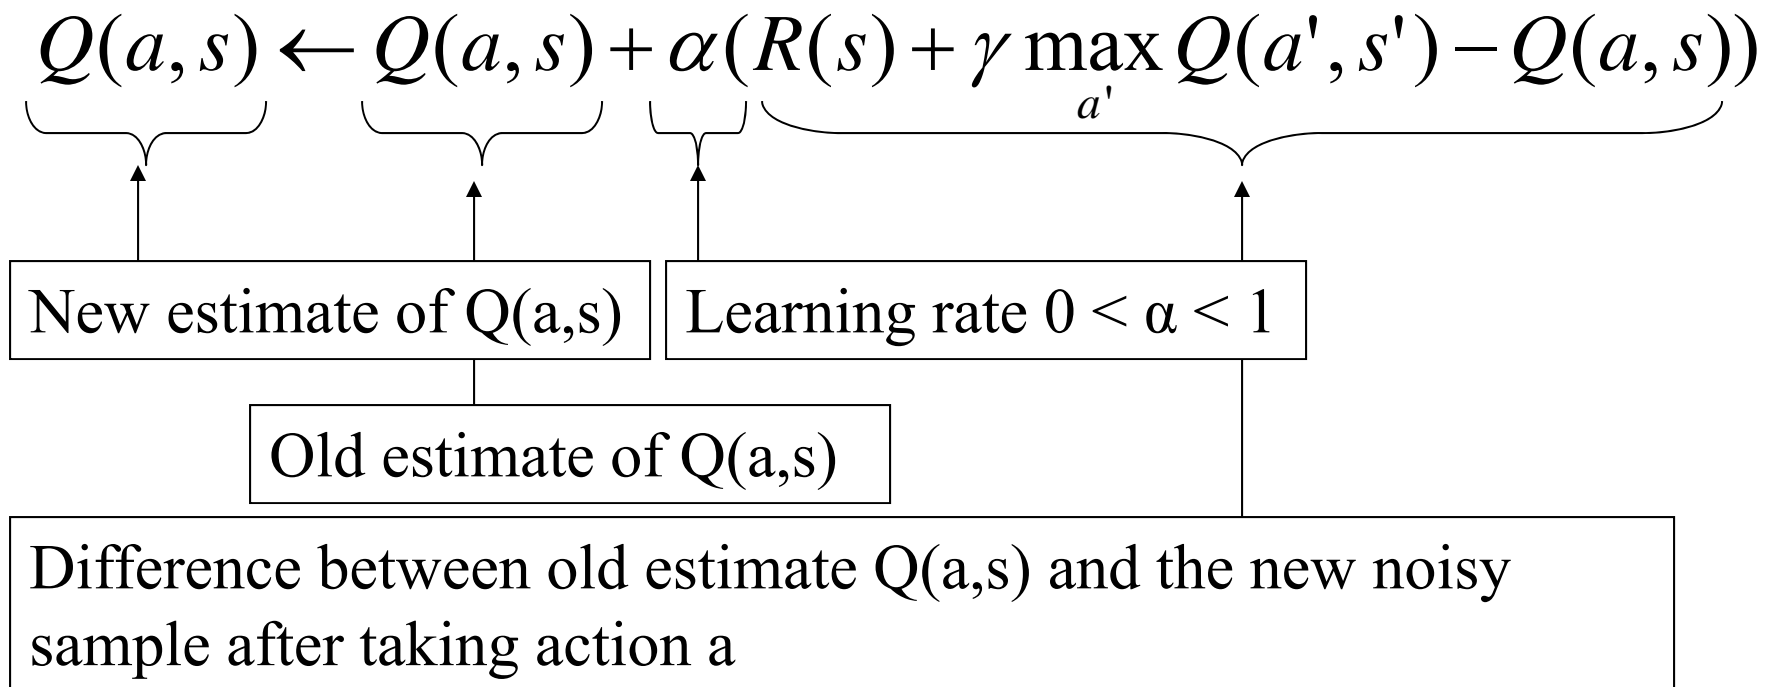 Q(a,s) ← Q(a,s) + α(R(s) + γ max Q(a',s') − Q(a,s))
a'
New estimate of Q(a,s)
Learning rate 0 < α < 1
Old estimate of Q(a,s)
Difference between old estimate Q(a,s) and the new noisy
sample after taking action a